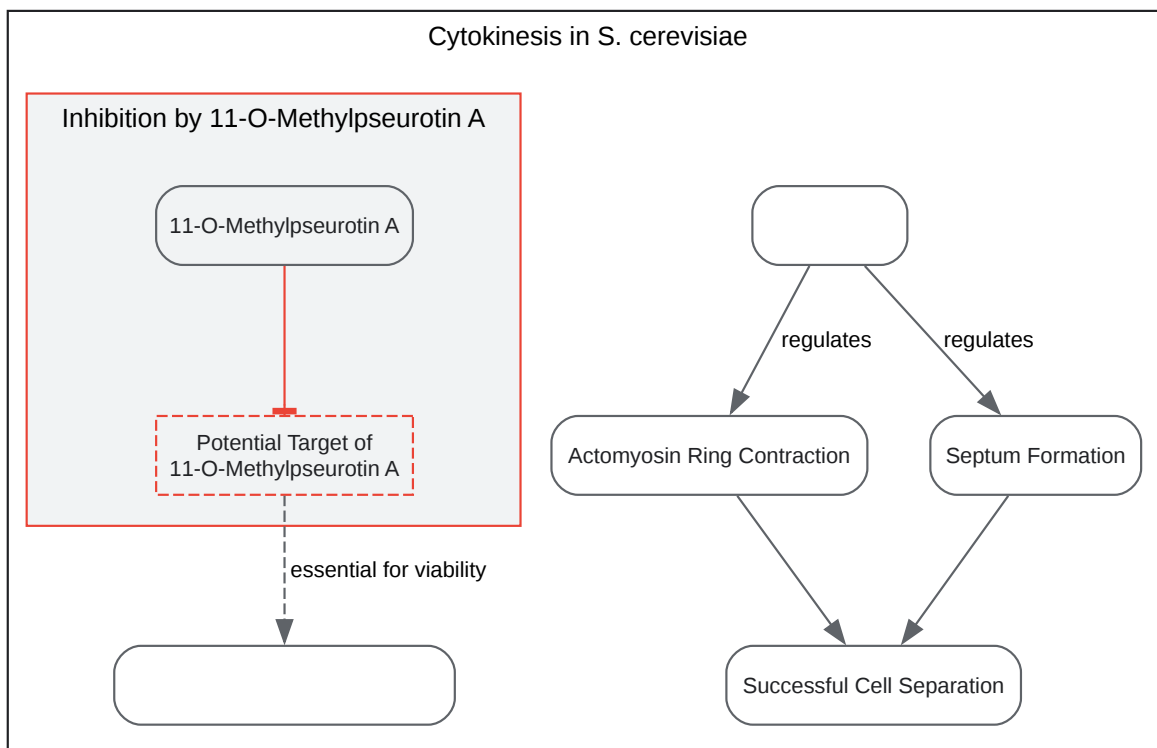 Cytokinesis in S. cerevisiae
Inhibition by 11-O-Methylpseurotin A
11-O-Methylpseurotin A
regulates
regulates
Potential Target of
11-O-Methylpseurotin A
Actomyosin Ring Contraction
Septum Formation
essential for viability
Successful Cell Separation